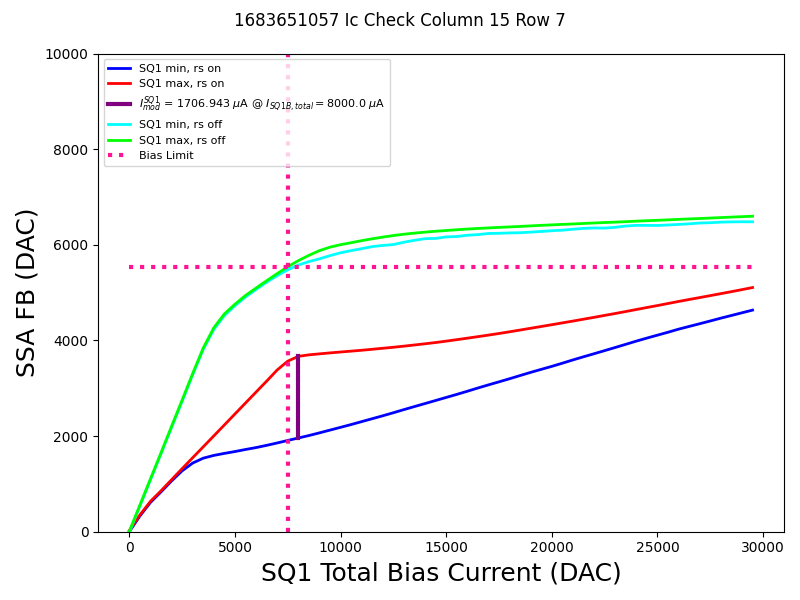 1683651057 Ic Check Column 15 Row 7
10000
8000
6000
4000
2000
0
SSA FB (DAC)
SQ1 min, rs on
SQ1 max, rs on
I_{mod}^{SQ1} = 1706.943 μA @ I_{SQ1B,total} = 8000.0 μA
SQ1 min, rs off
SQ1 max, rs off
Bias Limit
0 5000 10000 15000 20000 25000 30000
SQ1 Total Bias Current (DAC)